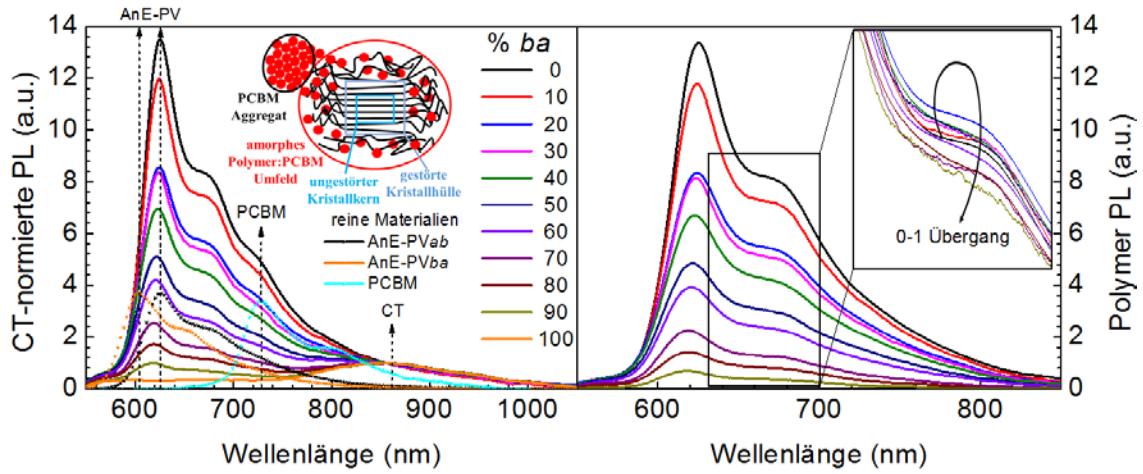 AnE-PV
14
12
10
8
6
4
2
0
CT-normierte PL (a.u.)
600
700
800
900
1000
Wellenlänge (nm)
PCBM
Aggregat
amorphes
Polymer:PCBM
Umfeld
ungestörter
Kristallkern
gestörte
Kristallhülle
PCBM
reine Materialien
AnE-PVab
AnE-PVba
PCBM
CT
% ba
0
10
20
30
40
50
60
70
80
90
100
0-1 Übergang
600
700
800
Wellenlänge (nm)
14
12
10
8
6
4
2
0
Polymer PL (a.u.)